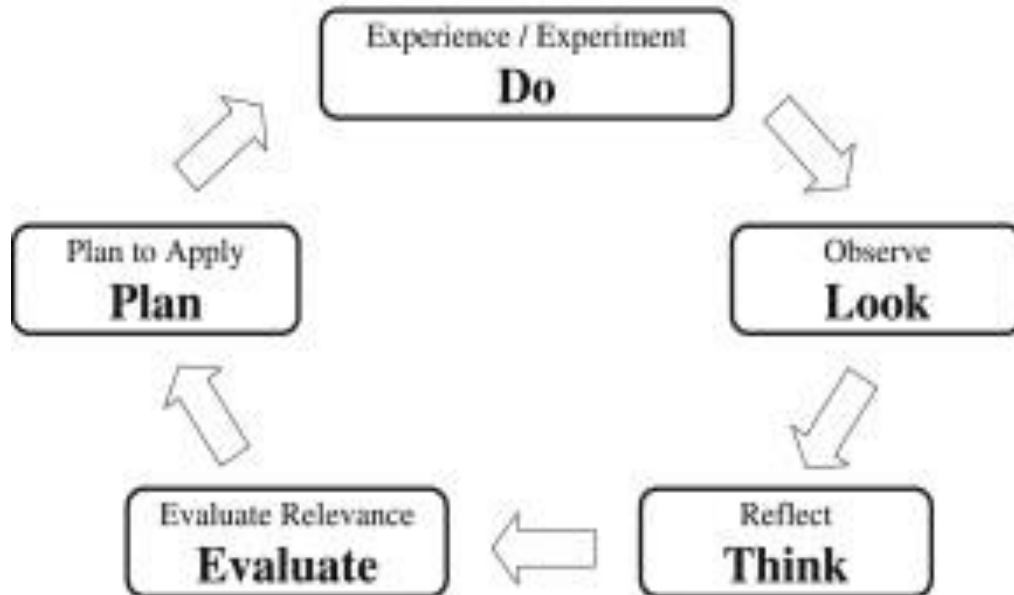 Experience / Experiment
Do
Observe
Look
Reflect
Think
Evaluate Relevance
Evaluate
Plan to Apply
Plan